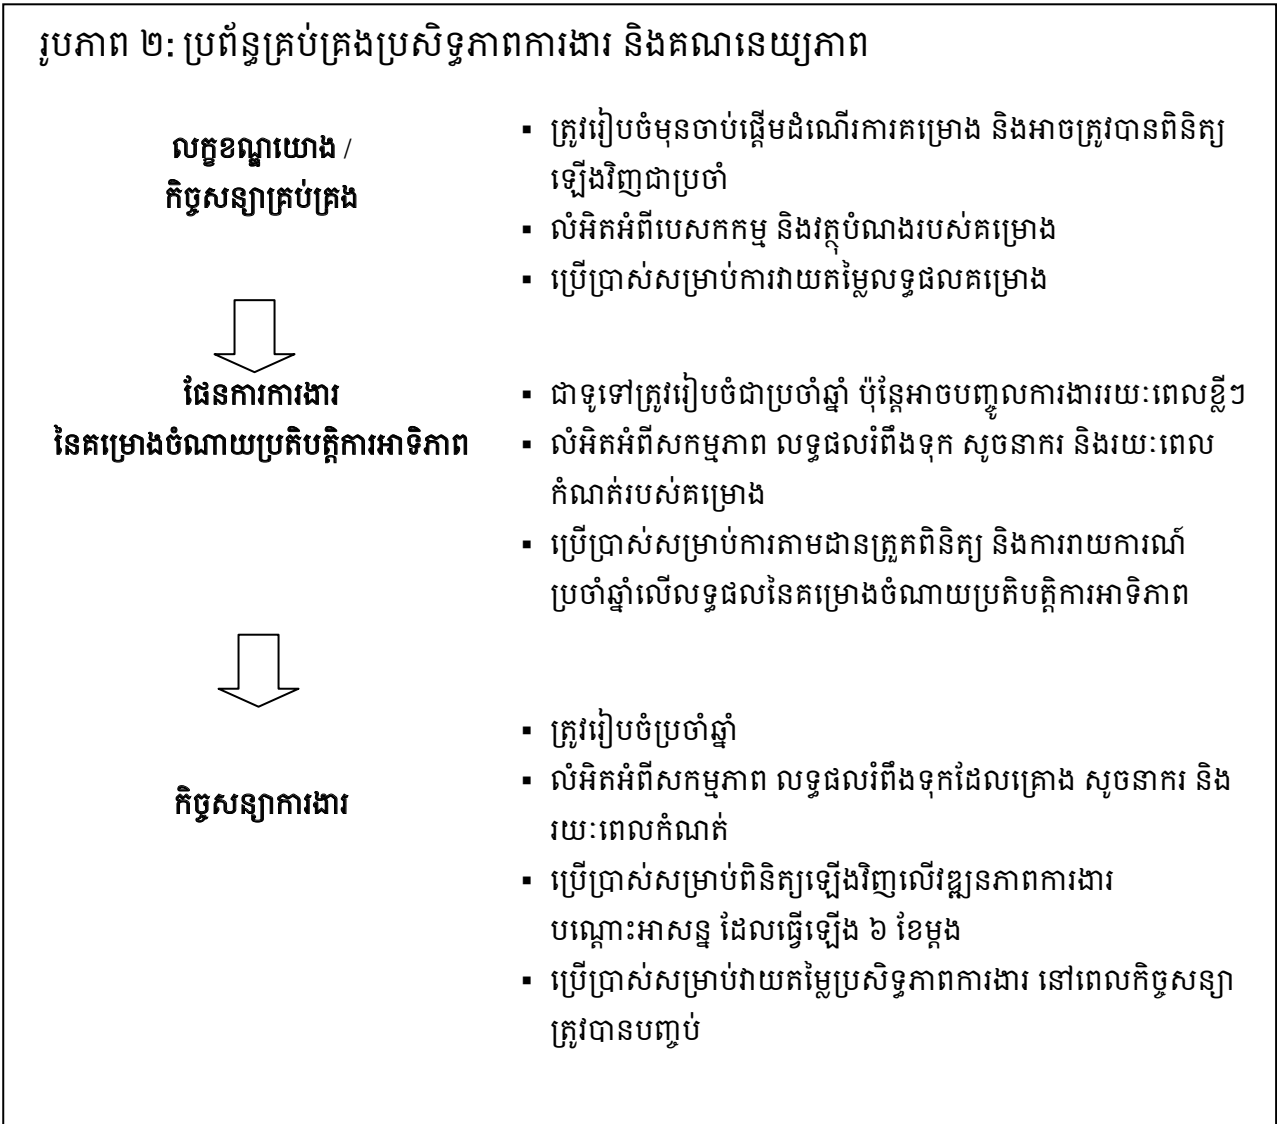 រូបភាព ២: ប្រព័ន្ធគ្រប់គ្រងប្រសិទ្ធភាពការងារ និងគណនេយ្យភាព
លក្ខខណ្ឌយោង /
កិច្ចសន្យាគ្រប់គ្រង
▪ ត្រូវរៀបចំមុនចាប់ផ្តើមដំណើរការគម្រោង និងអាចត្រូវបានពិនិត្យ
ឡើងវិញជាប្រចាំ
▪ លំអិតអំពីបេសកកម្ម និងវត្ថុបំណងរបស់គម្រោង
▪ ប្រើប្រាស់សម្រាប់ការវាយតម្លៃលទ្ធផលគម្រោង
ផែនការការងារ
នៃគម្រោងចំណាយប្រតិបត្តិការអាទិភាព
▪ ជាទូទៅត្រូវរៀបចំជាប្រចាំឆ្នាំ ប៉ុន្តែអាចបញ្ចូលការងាររយៈពេលខ្លីៗ
▪ លំអិតអំពីសកម្មភាព លទ្ធផលរំពឹងទុក សូចនាករ និងរយៈពេល
កំណត់របស់គម្រោង
▪ ប្រើប្រាស់សម្រាប់ការតាមដានត្រួតពិនិត្យ និងការរាយការណ៍
ប្រចាំឆ្នាំលើលទ្ធផលនៃគម្រោងចំណាយប្រតិបត្តិការអាទិភាព
កិច្ចសន្យាការងារ
▪ ត្រូវរៀបចំប្រចាំឆ្នាំ
▪ លំអិតអំពីសកម្មភាព លទ្ធផលរំពឹងទុកដែលគ្រោង សូចនាករ និង
រយៈពេលកំណត់
▪ ប្រើប្រាស់សម្រាប់ពិនិត្យឡើងវិញលើវឌ្ឍនភាពការងារ
បណ្តោះអាសន្ន ដែលធ្វើឡើង ៦ ខែម្តង
▪ ប្រើប្រាស់សម្រាប់វាយតម្លៃប្រសិទ្ធភាពការងារ នៅពេលកិច្ចសន្យា
ត្រូវបានបញ្ចប់